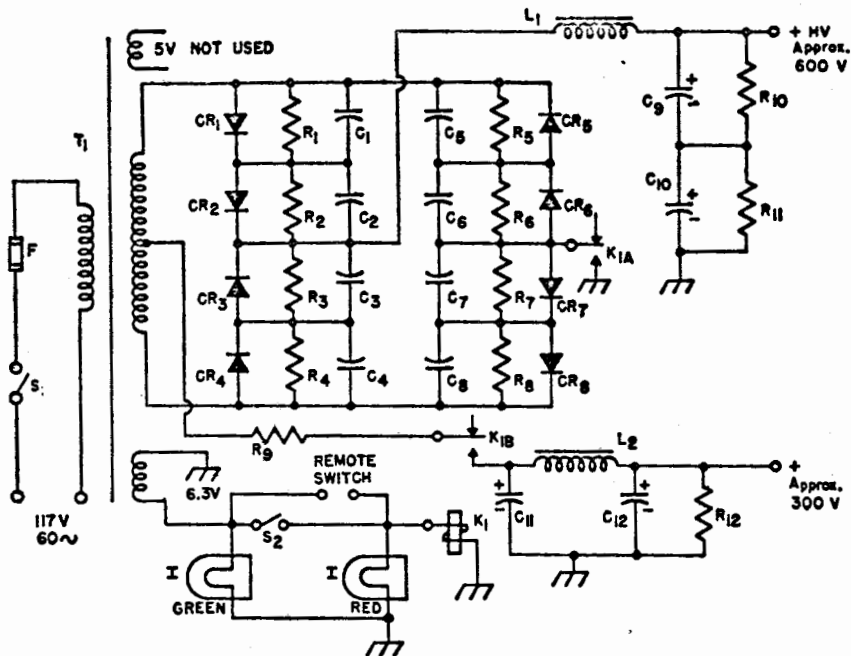 5V NOT USED
L1
+ HV
Approx.
600 V
T1
CR1
R1
C1
C5
R5
CR5
C9
R10
CR2
R2
C2
C6
R6
CR6
C10
R11
F
K1A
CR3
R3
C3
C7
R7
CR7
S1
CR4
R4
C4
C8
R8
CR8
R9
K1B
L2
+
Approx.
300 V
6.3V
REMOTE
SWITCH
117V
60~
S2
K1
C11
C12
R12
I
GREEN
I
RED